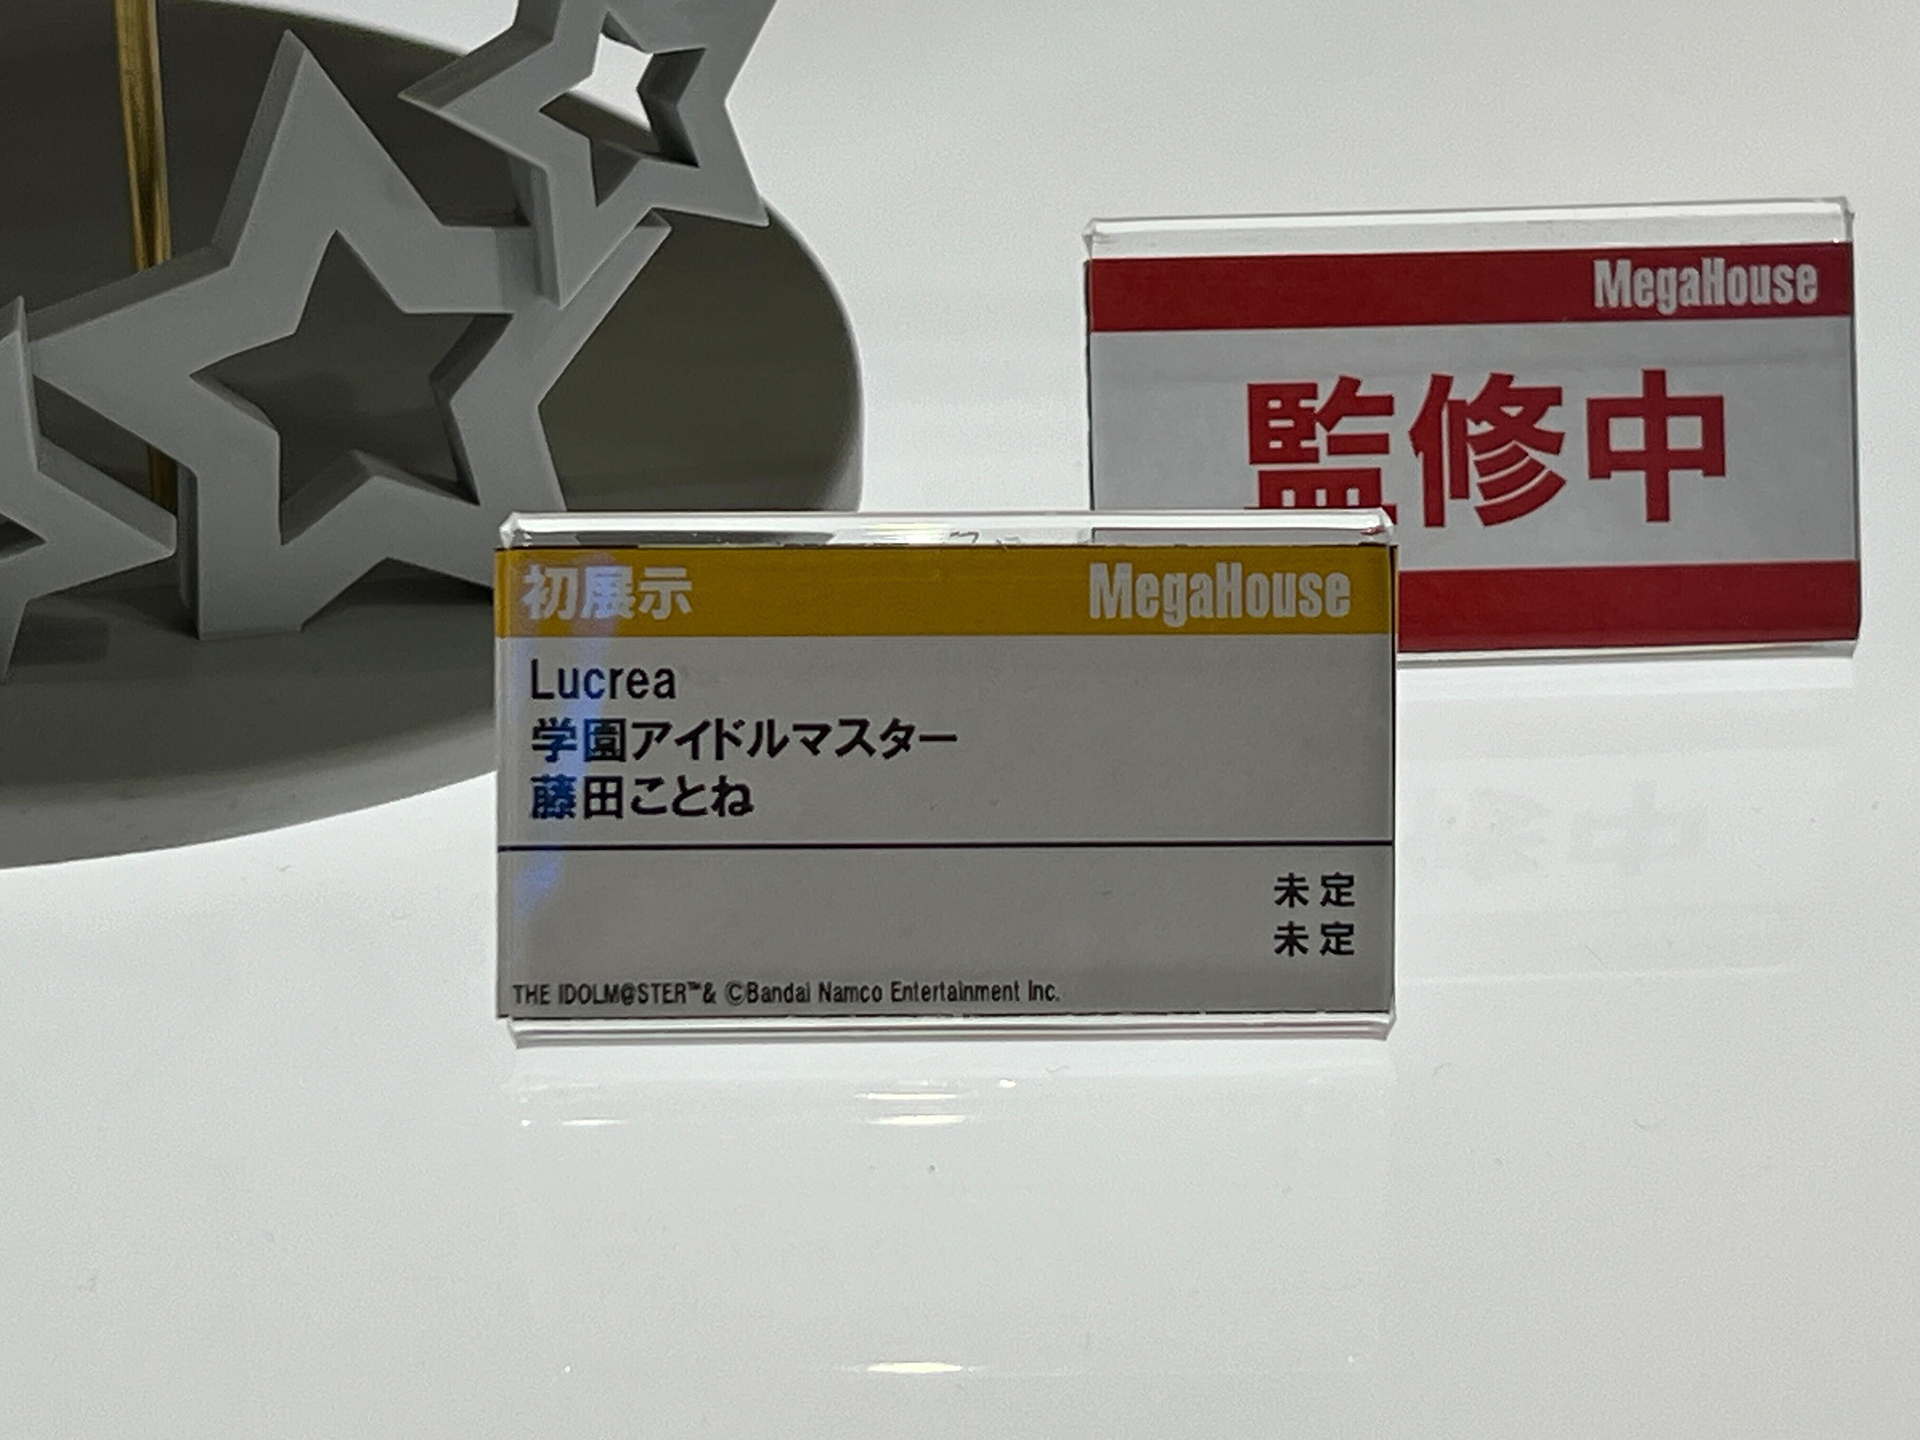 MegaHouse
監修中
初展示 MegaHouse
Lucrea
学園アイドルマスター
藤田ことね
未定
未定
THE IDOLM@STER™& ©Bandai Namco Entertainment Inc.